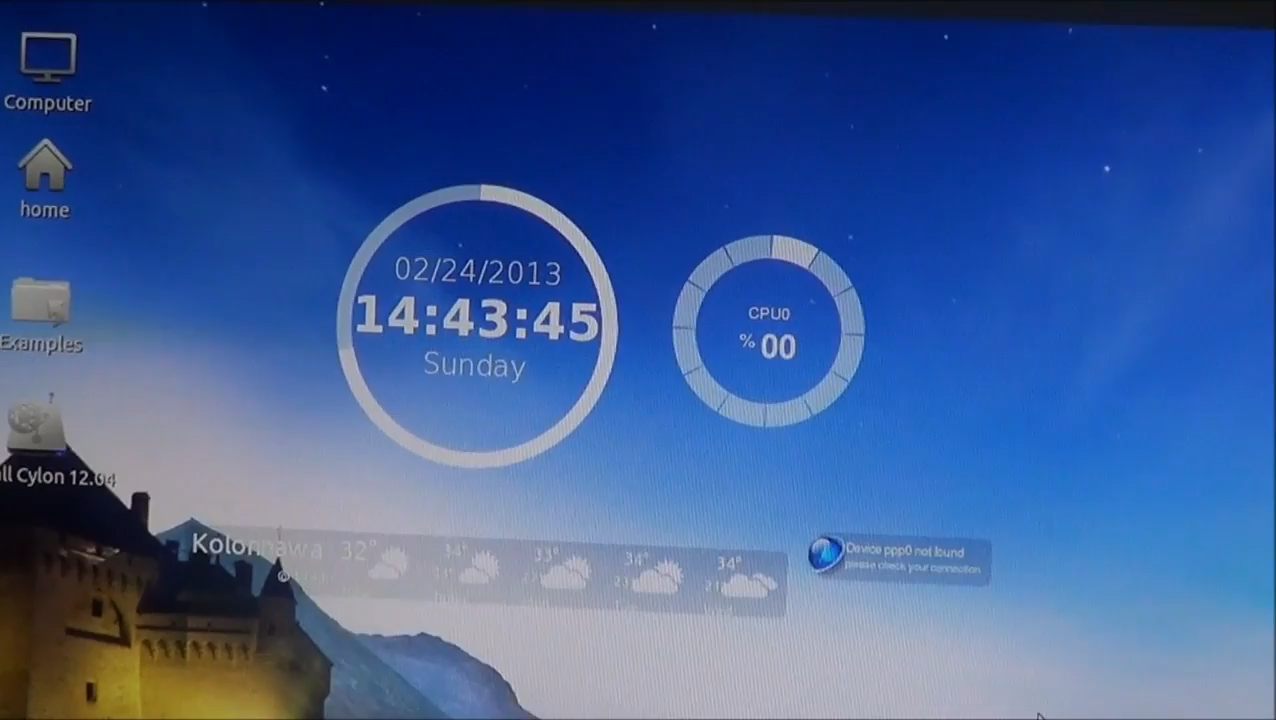 Computer
home
Examples
ll Cylon 12.04
02/24/2013
14:43:45
Sunday
CPU0
% 00
Kolonnawa 32° 34° 33° 34° 34°
Device ppp0 not found
please check your connection